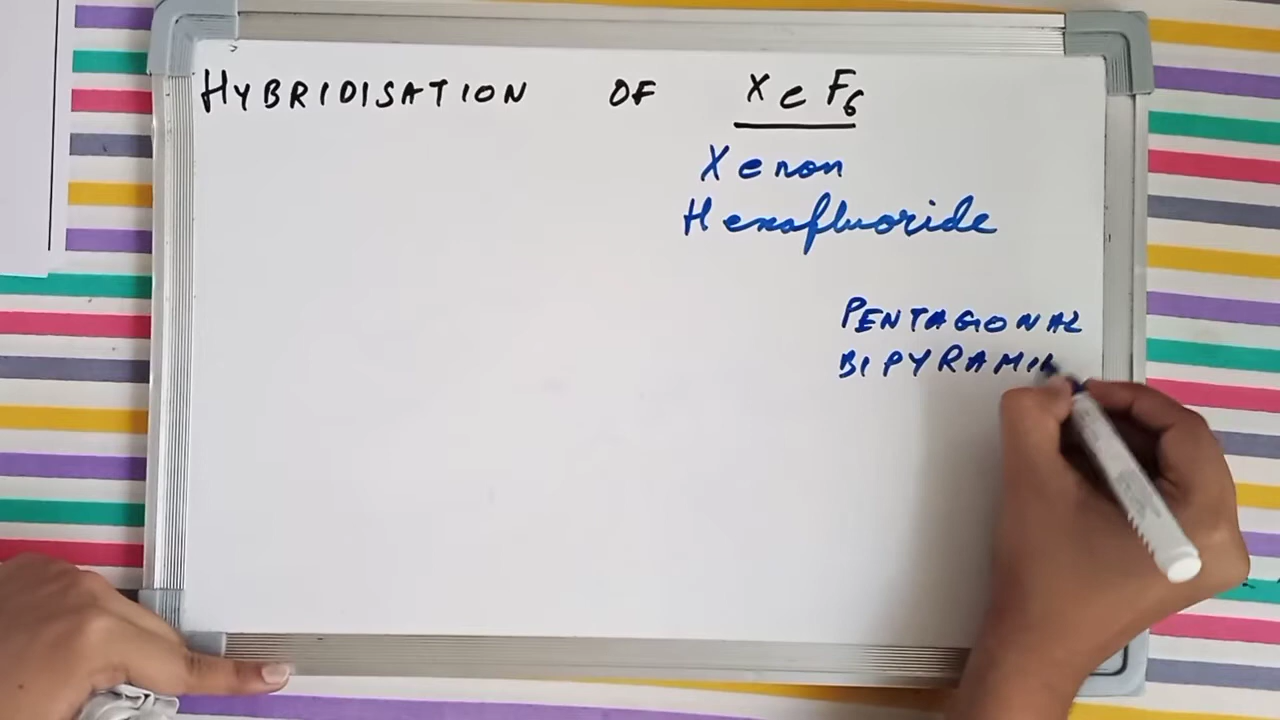 HYBRIDISATION OF XeF6
Xenon
Hexafluoride
PENTAGONAL
BIPYRAMI